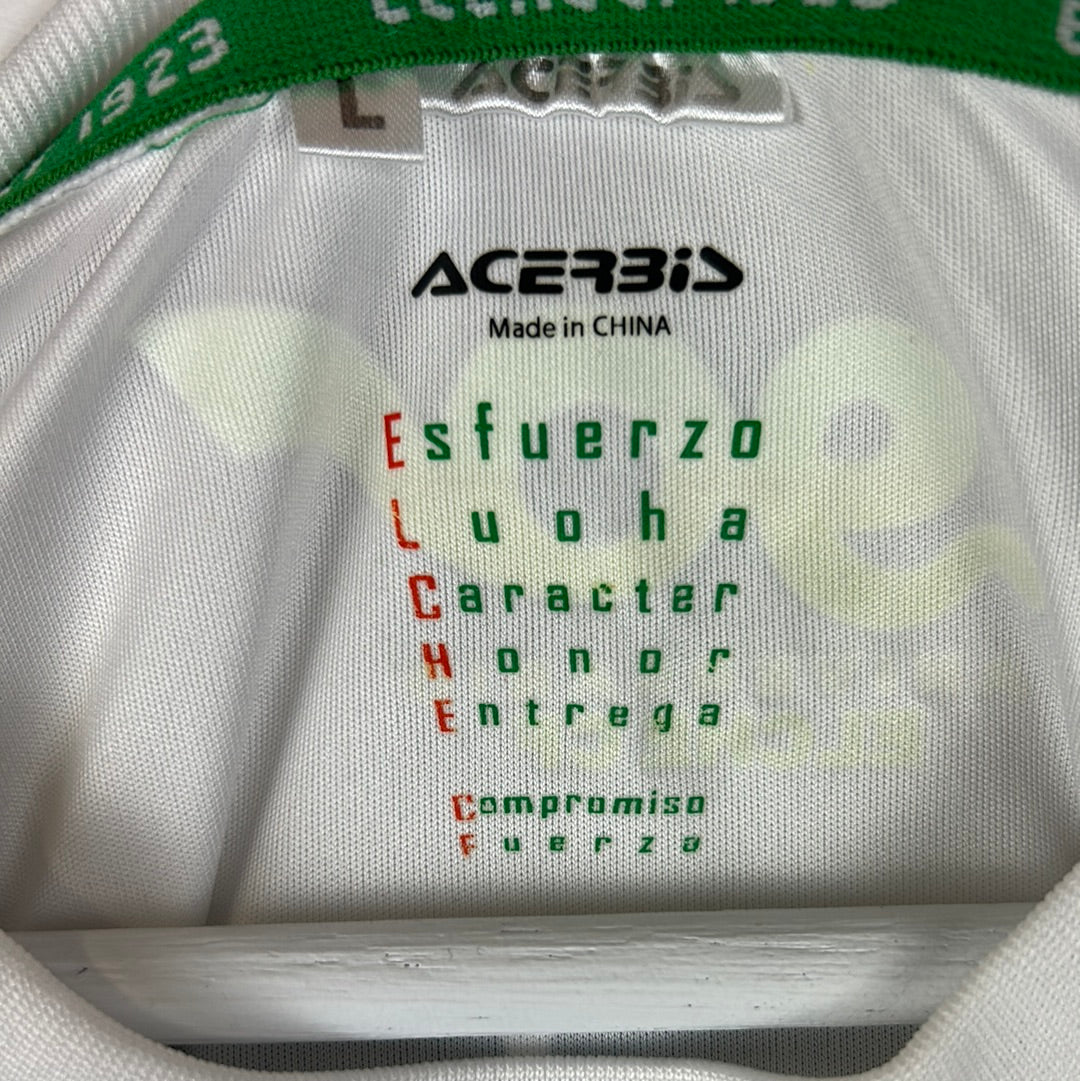 1923
L
ACERBIS
ACERBIS
Made in CHINA
Esfuerzo
Luoha
Caracter
Honor
Entrega
Compromiso
Fuerza